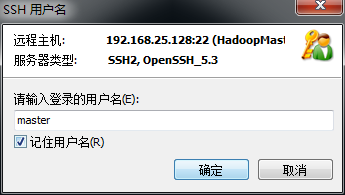 SSH 用户名
远程主机: 192.168.25.128:22 (HadoopMast
服务器类型: SSH2, OpenSSH_5.3
请输入登录的用户名(E):
master
记住用户名(R)
确定 取消